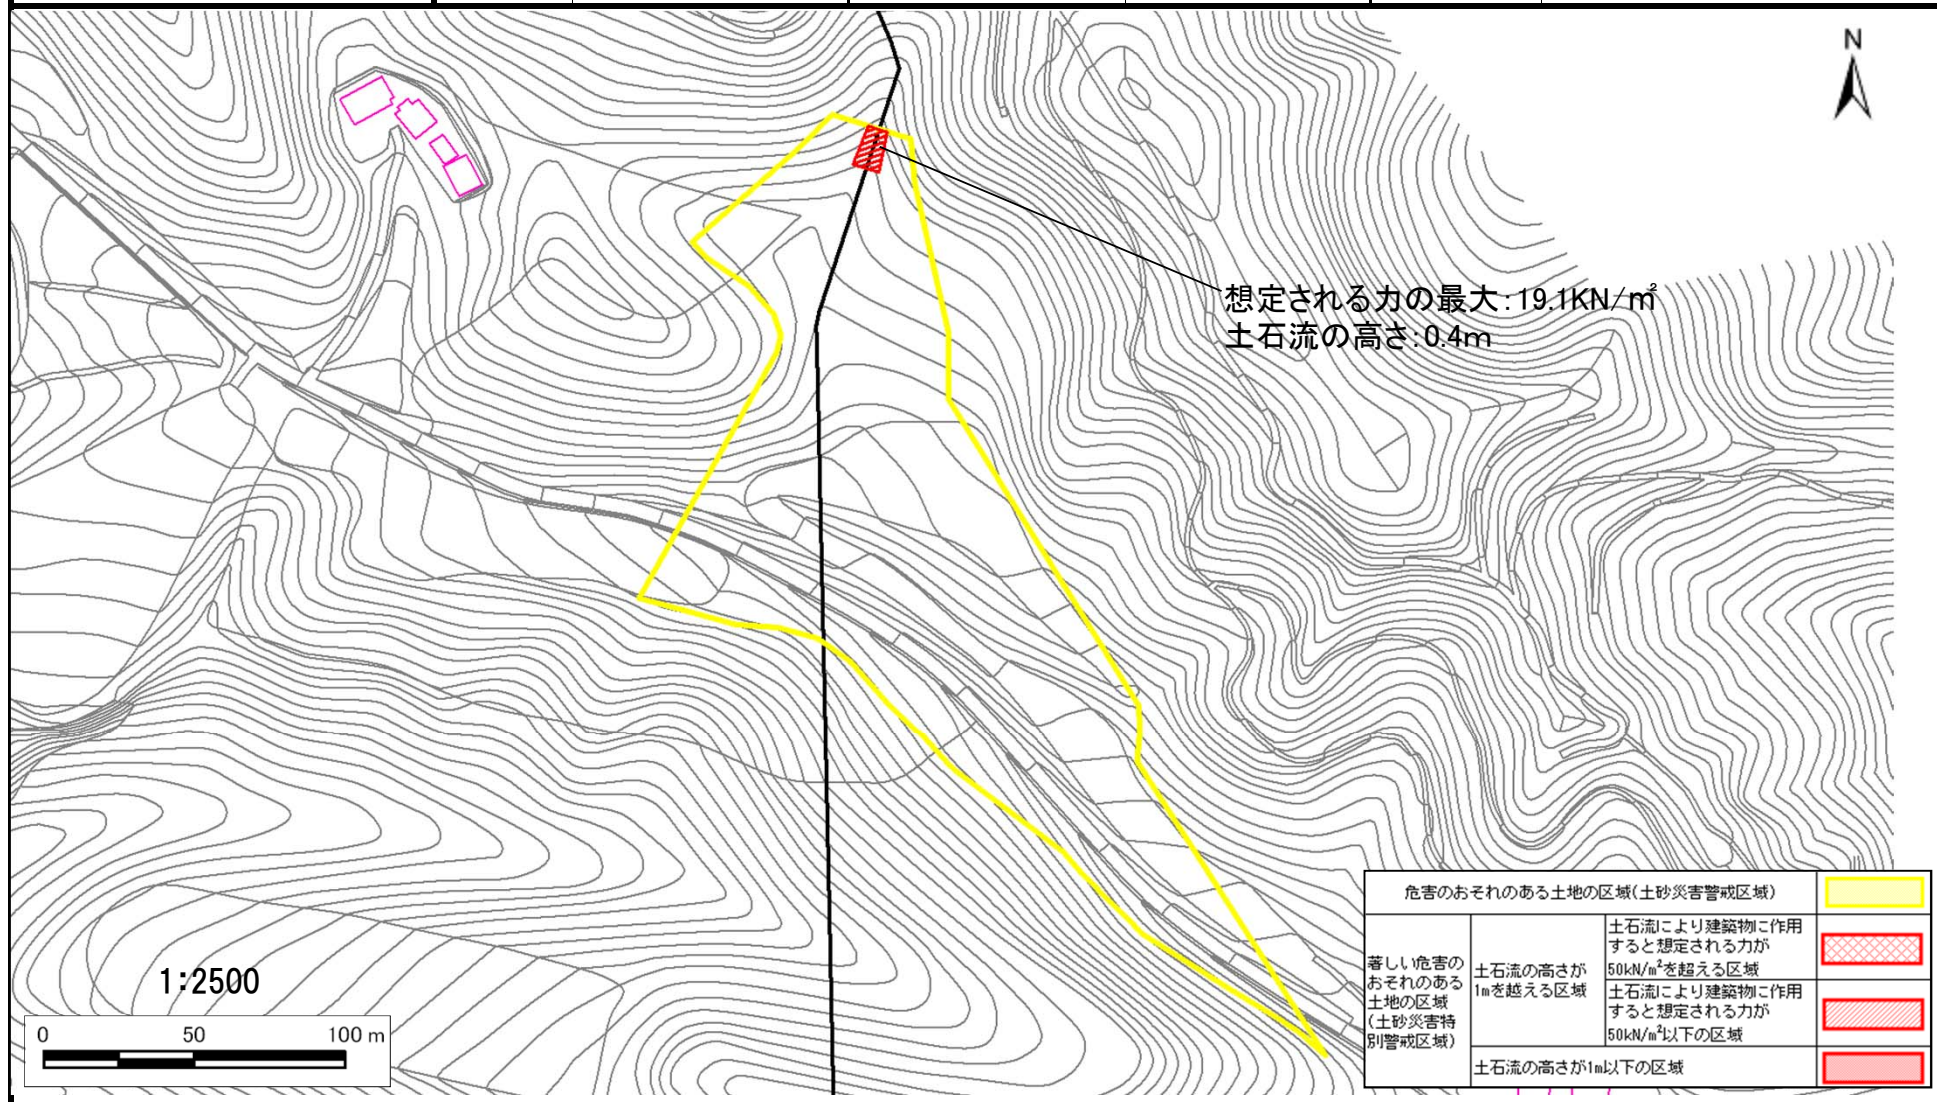 N
想定される力の最大：19.1KN/㎡
土石流の高さ：0.4m
1:2500
0 50 100 m
危害のおそれのある土地の区域(土砂災害警戒区域)
著しい危害の
おそれのある
土地の区域
(土砂災害特
別警戒区域)
土石流の高さが
1mを越える区域
土石流により建築物に作用
すると想定される力が
50kN/㎡を超える区域
土石流により建築物に作用
すると想定される力が
50kN/㎡以下の区域
土石流の高さが1m以下の区域